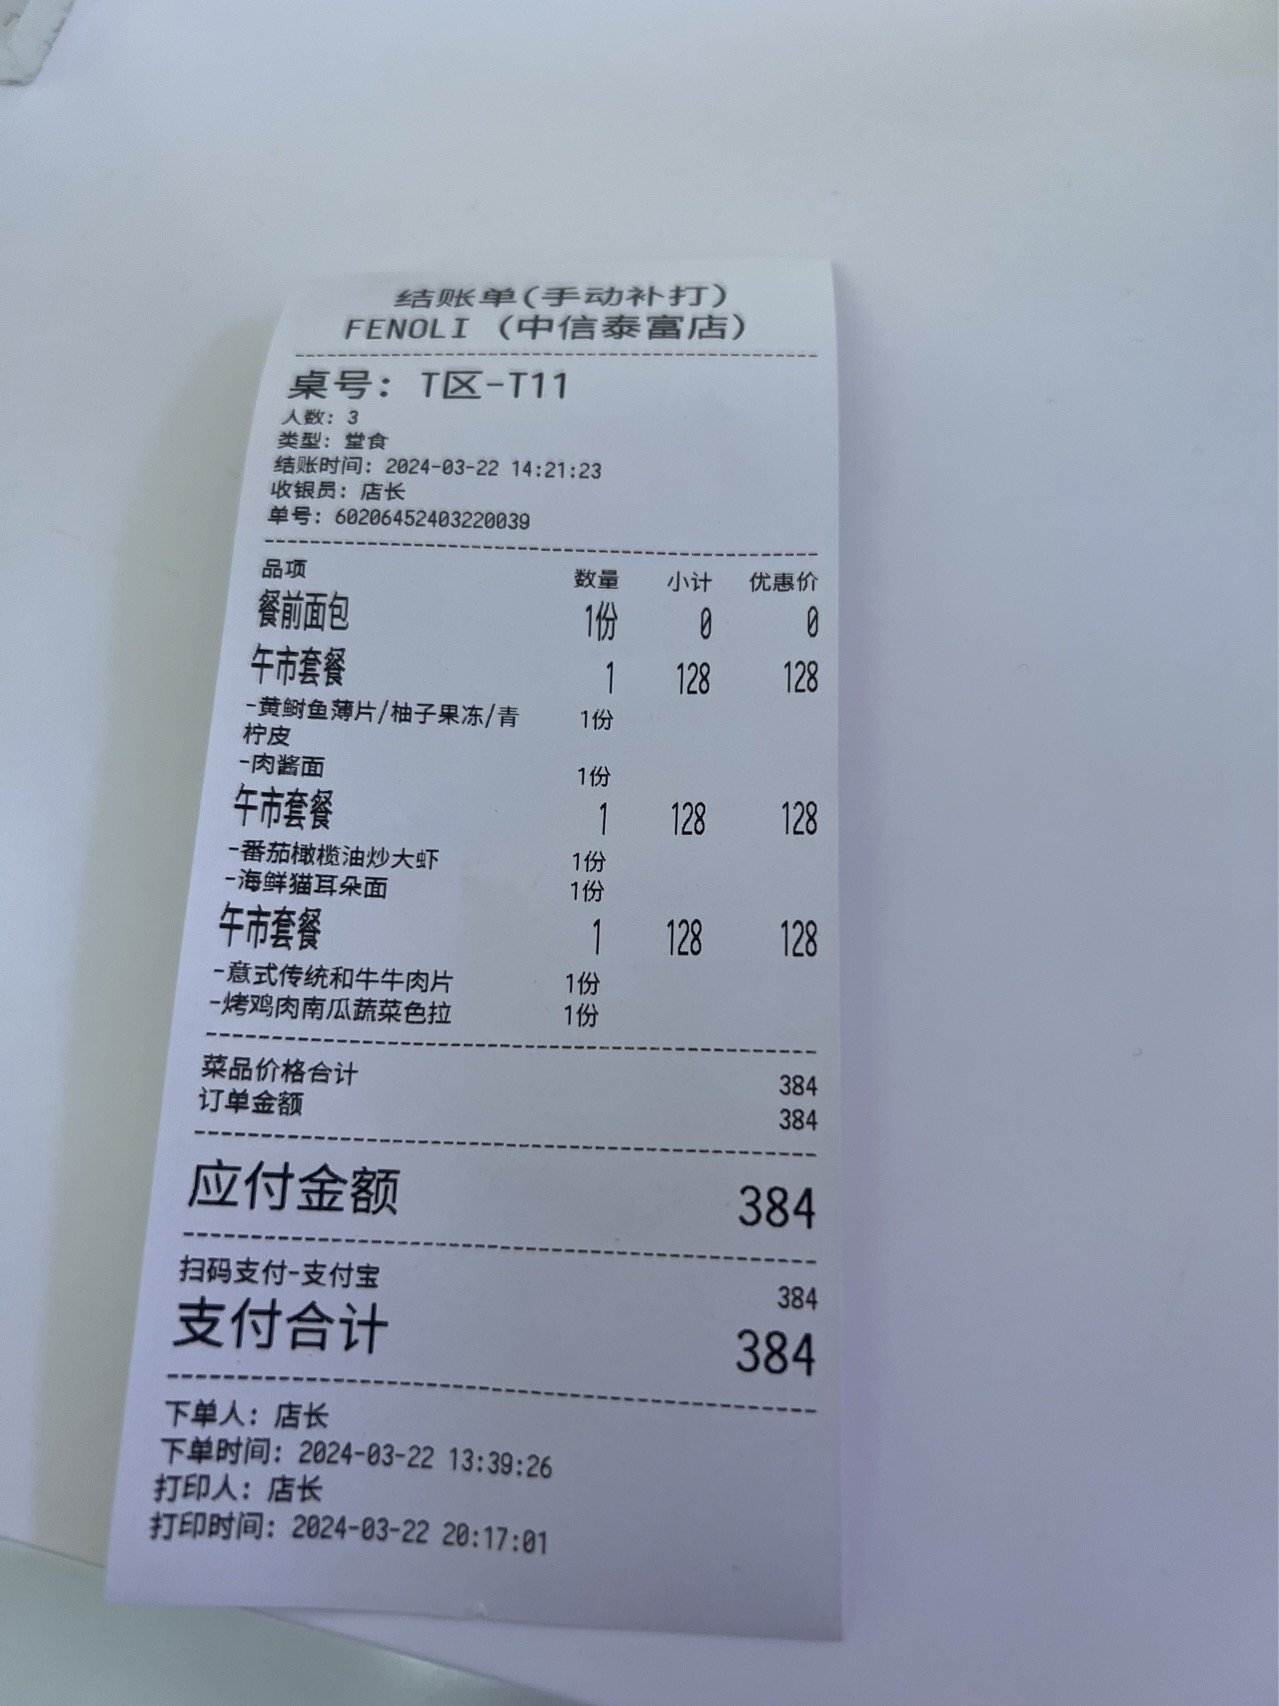 结账单(手动补打)
FENOLI (中信泰富店)
桌号: T区-T11
人数: 3
类型: 堂食
结账时间: 2024-03-22 14:21:23
收银员: 店长
单号: 602064524032200​39
品项 数量 小计 优惠价
餐前面包 1份 0 0
午市套餐 1 128 128
-黄鲥鱼薄片/柚子果冻/青 1份
柠皮
-肉酱面 1份
午市套餐 1 128 128
-番茄橄榄油炒大虾 1份
-海鲜猫耳朵面 1份
午市套餐 1 128 128
-意式传统和牛牛肉片 1份
-烤鸡肉南瓜蔬菜色拉 1份
菜品价格合计 384
订单金额 384
应付金额 384
扫码支付-支付宝 384
支付合计 384
下单人: 店长
下单时间: 2024-03-22 13:39:26
打印人: 店长
打印时间: 2024-03-22 20:17:01